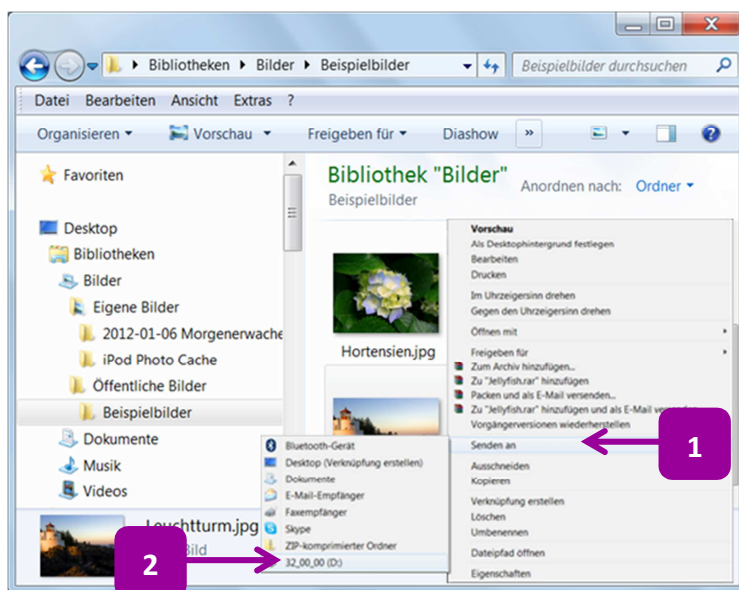 Bibliotheken Bilder Beispielbilder
Beispielbilder durchsuchen
Datei Bearbeiten Ansicht Extras ?
Organisieren Vorschau Freigeben für Diashow »
Favoriten
Desktop
Bibliotheken
Bilder
Eigene Bilder
2012-01-06 Morgenerwache
iPod Photo Cache
Öffentliche Bilder
Beispielbilder
Dokumente
Musik
Videos
Bibliothek "Bilder"
Beispielbilder
Anordnen nach: Ordner
Hortensien.jpg
Vorschau
Als Desktophintergrund festlegen
Bearbeiten
Drucken
Im Uhrzeigersinn drehen
Gegen den Uhrzeigersinn drehen
Öffnen mit
Freigeben für
Zum Archiv hinzufügen...
Zu "Jellyfish.rar" hinzufügen
Packen und als E-Mail versenden...
Zu "Jellyfish.rar" hinzufügen und als E-Mail
Vorgängerversionen wiederherstellen
Senden an
1
Ausschneiden
Kopieren
Verknüpfung erstellen
Löschen
Umbenennen
Dateipfad öffnen
Eigenschaften
Bluetooth-Gerät
Desktop (Verknüpfung erstellen)
Dokumente
E-Mail-Empfänger
Faxempfänger
Skype
ZIP-komprimierter Ordner
32_00_00 (D:)
2
Leuchtturm.jpg
Bild